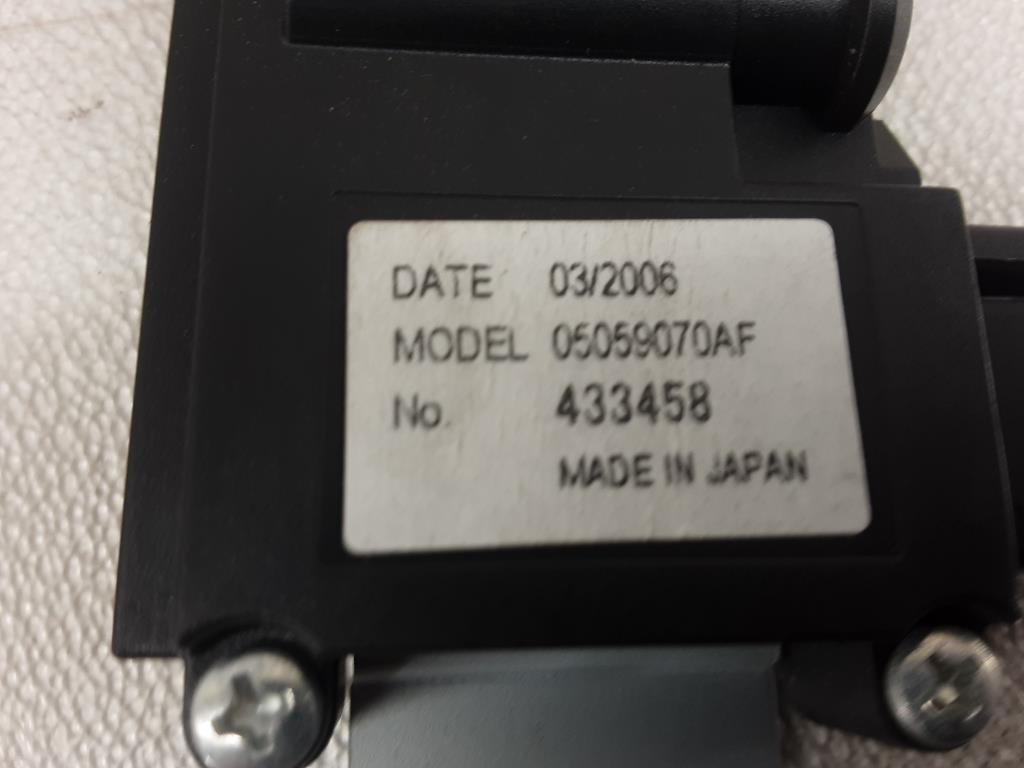 DATE 03/2006
MODEL 05059070AF
No. 433458
MADE IN JAPAN